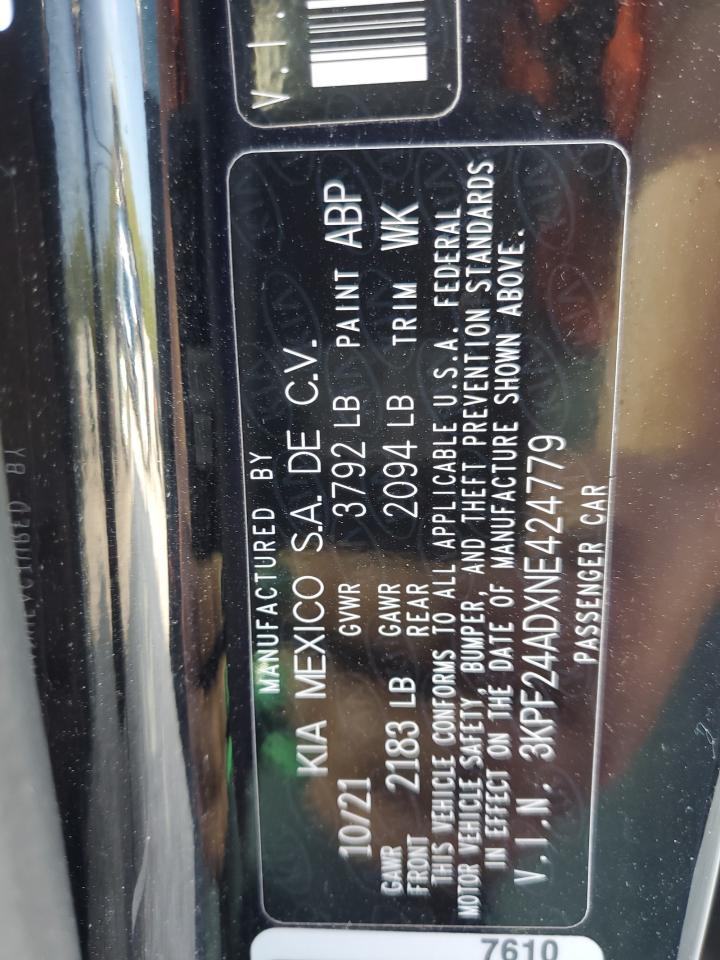 V.I.
MANUFACTURED BY
KIA MEXICO S.A. DE C.V.
10/21 GVWR 3792 LB PAINT ABP
GAWR FRONT 2183 LB GAWR REAR 2094 LB TRIM WK
THIS VEHICLE CONFORMS TO ALL APPLICABLE U.S.A. FEDERAL
MOTOR VEHICLE SAFETY, BUMPER, AND THEFT PREVENTION STANDARDS
IN EFFECT ON THE DATE OF MANUFACTURE SHOWN ABOVE.
V.I.N. 3KPF24ADXNE424779
PASSENGER CAR
7610